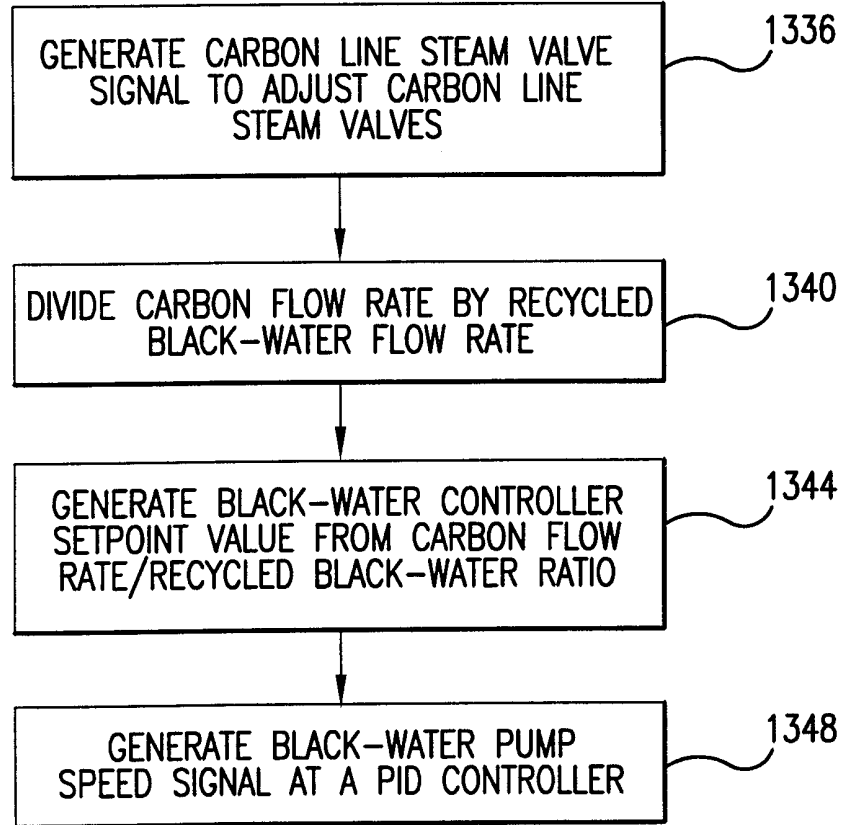 GENERATE CARBON LINE STEAM VALVE
SIGNAL TO ADJUST CARBON LINE
STEAM VALVES
1336
DIVIDE CARBON FLOW RATE BY RECYCLED
BLACK-WATER FLOW RATE
1340
GENERATE BLACK-WATER CONTROLLER
SETPOINT VALUE FROM CARBON FLOW
RATE/RECYCLED BLACK-WATER RATIO
1344
GENERATE BLACK-WATER PUMP
SPEED SIGNAL AT A PID CONTROLLER
1348